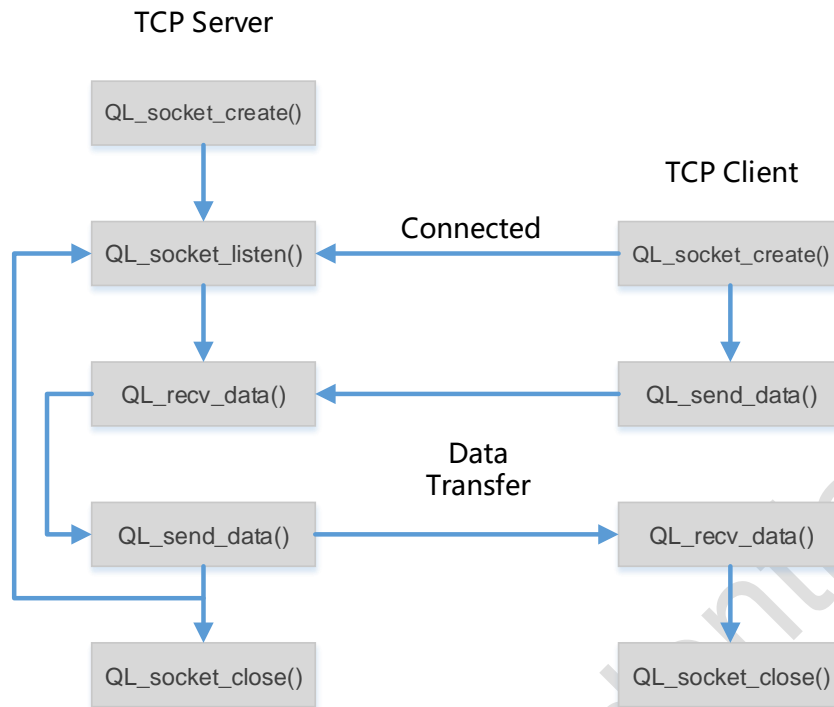 TCP Server
QL_socket_create()
TCP Client
Connected
QL_socket_listen()
QL_socket_create()
QL_recv_data()
QL_send_data()
Data
Transfer
QL_send_data()
QL_recv_data()
QL_socket_close()
QL_socket_close()